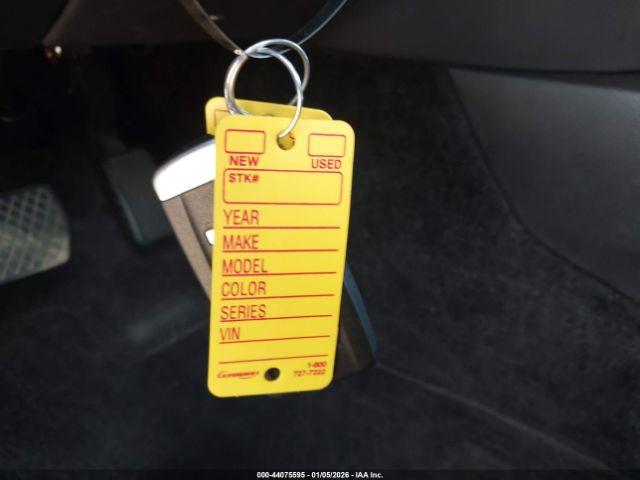 NEW USED
STK#
YEAR
MAKE
MODEL
COLOR
SERIES
VIN
1-800
727-7222
000-44075595 - 01/05/2026 - IAA Inc.